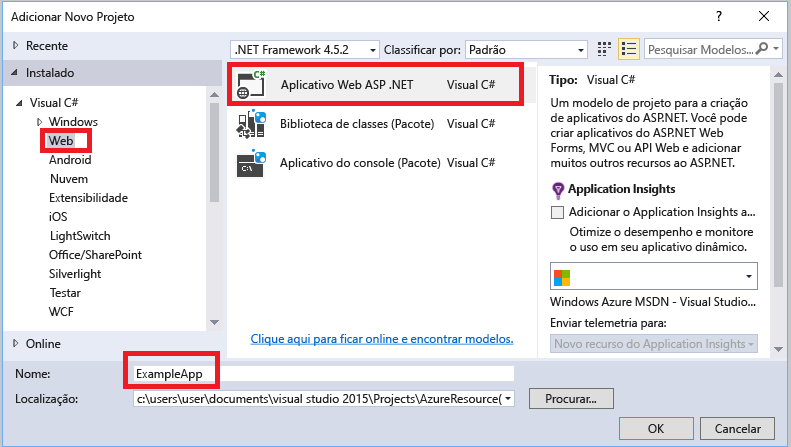 Adicionar Novo Projeto
? 
Recente
Instalado
Visual C#
Windows
Web
Android
Nuvem
Extensibilidade
iOS
LightSwitch
Office/SharePoint
Silverlight
Testar
WCF
Online
.NET Framework 4.5.2 Classificar por: Padrão
Pesquisar Modelos...
C# Aplicativo Web ASP .NET Visual C#
Biblioteca de classes (Pacote) Visual C#
C:\ Aplicativo do console (Pacote) Visual C#
Clique aqui para ficar online e encontrar modelos.
Tipo: Visual C#
Um modelo de projeto para a criação
de aplicativos do ASP.NET. Você pode
criar aplicativos do ASP.NET Web
Forms, MVC ou API Web e adicionar
muitos outros recursos ao ASP.NET.
Application Insights
Adicionar o Application Insights a...
Otimize o desempenho e monitore
o uso em seu aplicativo dinâmico.
Windows Azure MSDN - Visual Studio...
Enviar telemetria para:
Novo recurso do Application Insights
Nome: ExampleApp
Localização: c:\users\user\documents\visual studio 2015\Projects\AzureResource( Procurar...
OK Cancelar